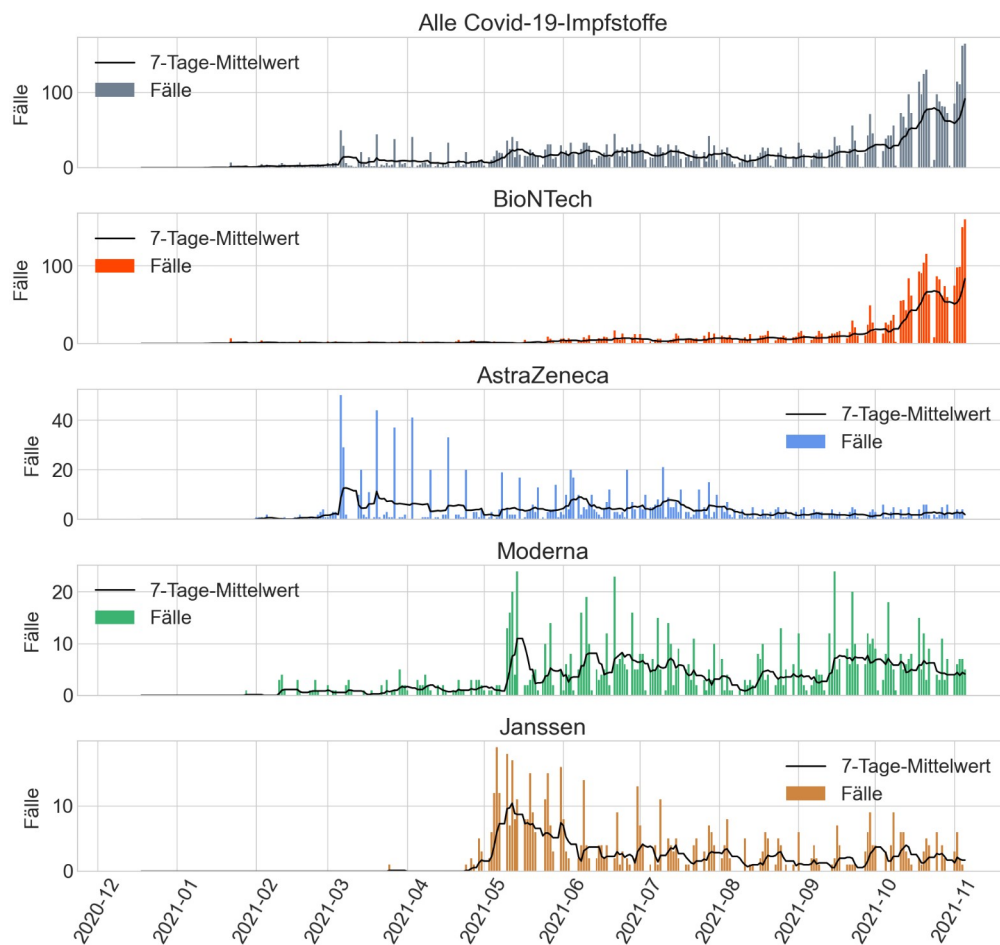 Alle Covid-19-Impfstoffe
Fälle
100
0
7-Tage-Mittelwert
Fälle
BioNTech
Fälle
100
0
7-Tage-Mittelwert
Fälle
AstraZeneca
Fälle
40
20
0
7-Tage-Mittelwert
Fälle
Moderna
Fälle
20
10
0
7-Tage-Mittelwert
Fälle
Janssen
Fälle
10
0
7-Tage-Mittelwert
Fälle
2020-12
2021-01
2021-02
2021-03
2021-04
2021-05
2021-06
2021-07
2021-08
2021-09
2021-10
2021-11